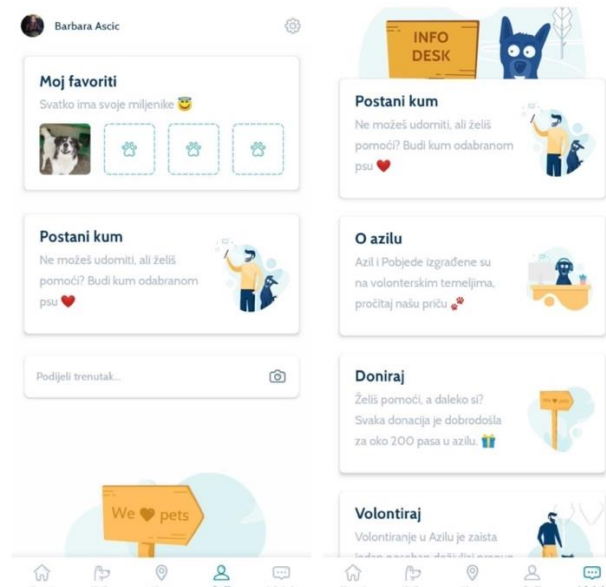 Barbara Ascic
Moj favoriti
Svatko ima svoje miljenike 😇
Postani kum
Ne možeš udomiti, ali želiš
pomoći? Budi kum odabranom
psu ❤️
Podijeli trenutak...
We 🖤 pets
INFO
DESK
Postani kum
Ne možeš udomiti, ali želiš
pomoći? Budi kum odabranom
psu ❤️
O azilu
Azil i Pobjede izgrađene su
na volonterskim temeljima,
pročitaj našu priču 🐾
Doniraj
Želiš pomoći, a daleko si?
Svaka donacija je dobrodošla
za oko 200 pasa u azilu. 🎁
We 🖤 pets
Volontiraj
Volontiranje u Azilu je zaista